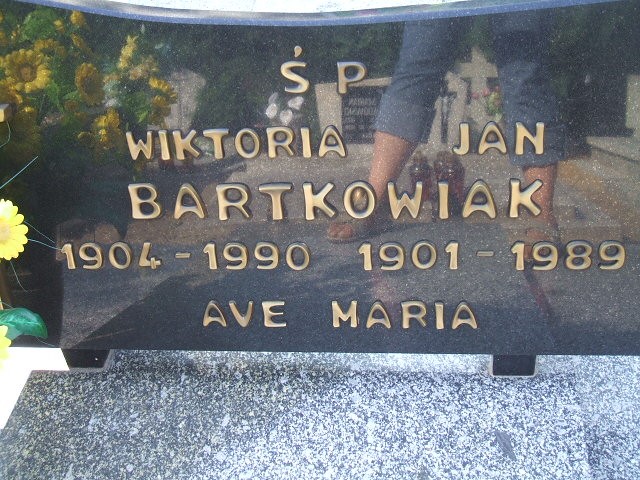 ŚP
WIKTORIA JAN
BARTKOWIAK
1904-1990 1901-1989
AVE MARIA